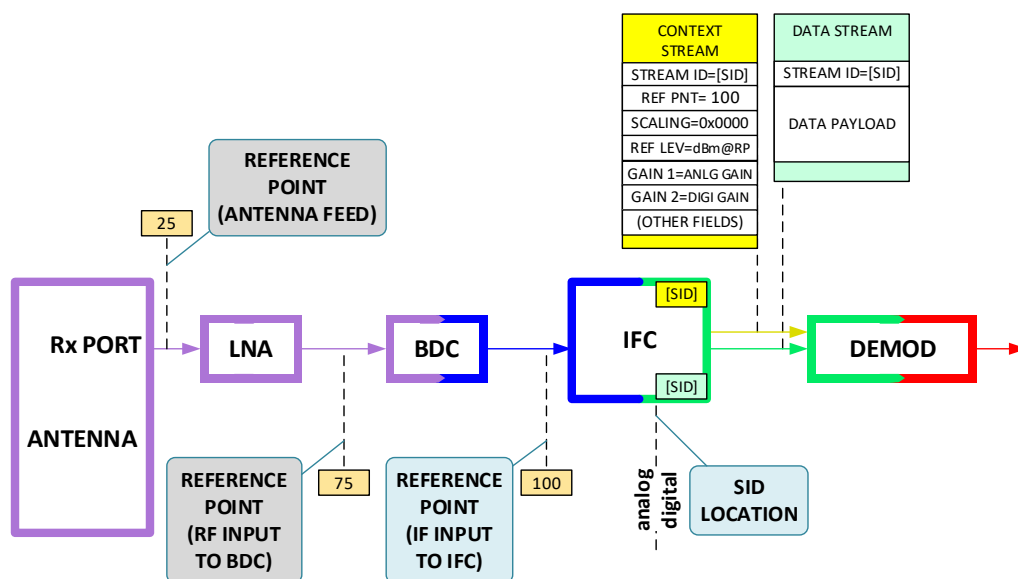 CONTEXT
STREAM
STREAM ID=[SID]
REF PNT= 100
SCALING=0x0000
REF LEV=dBm@RP
GAIN 1=ANLG GAIN
GAIN 2=DIGI GAIN
(OTHER FIELDS)
DATA STREAM
STREAM ID=[SID]
DATA PAYLOAD
REFERENCE
POINT
(ANTENNA FEED)
25
Rx PORT
ANTENNA
LNA
BDC
IFC
[SID]
[SID]
DEMOD
REFERENCE
POINT
(RF INPUT
TO BDC)
75
REFERENCE
POINT
(IF INPUT
TO IFC)
100
analog
digital
SID
LOCATION